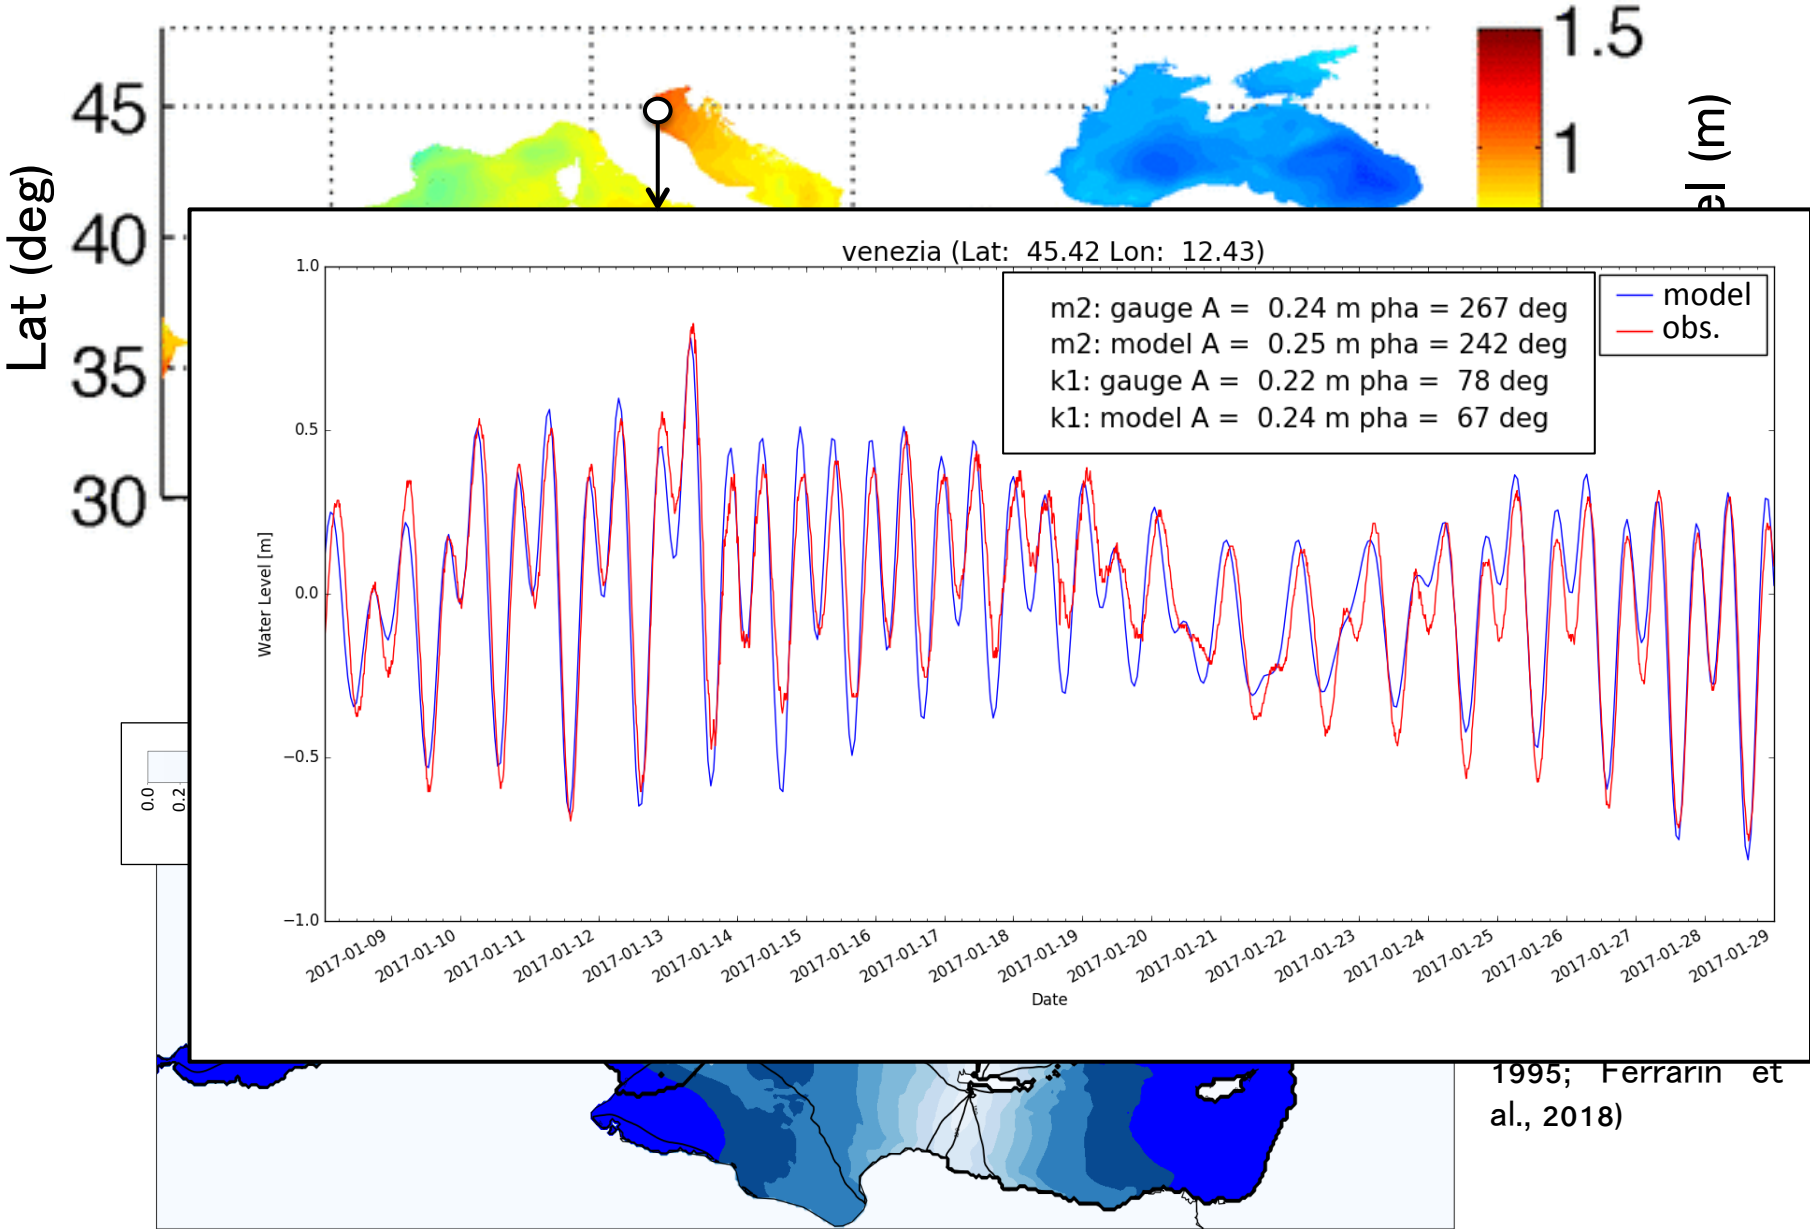 1.5
45
1
Lat (deg)
el (m)
40
35
30
venezia (Lat: 45.42 Lon: 12.43)
m2: gauge A = 0.24 m pha = 267 deg
m2: model A = 0.25 m pha = 242 deg
k1: gauge A = 0.22 m pha = 78 deg
k1: model A = 0.24 m pha = 67 deg
model
obs.
1.0
0.5
0.0
−0.5
−1.0
Water Level [m]
2017-01-09
2017-01-10
2017-01-11
2017-01-12
2017-01-13
2017-01-14
2017-01-15
2017-01-16
2017-01-17
2017-01-18
2017-01-19
2017-01-20
2017-01-21
2017-01-22
2017-01-23
2017-01-24
2017-01-25
2017-01-26
2017-01-27
2017-01-28
2017-01-29
Date
0.0
0.2
1995; Ferrarin et
al., 2018)